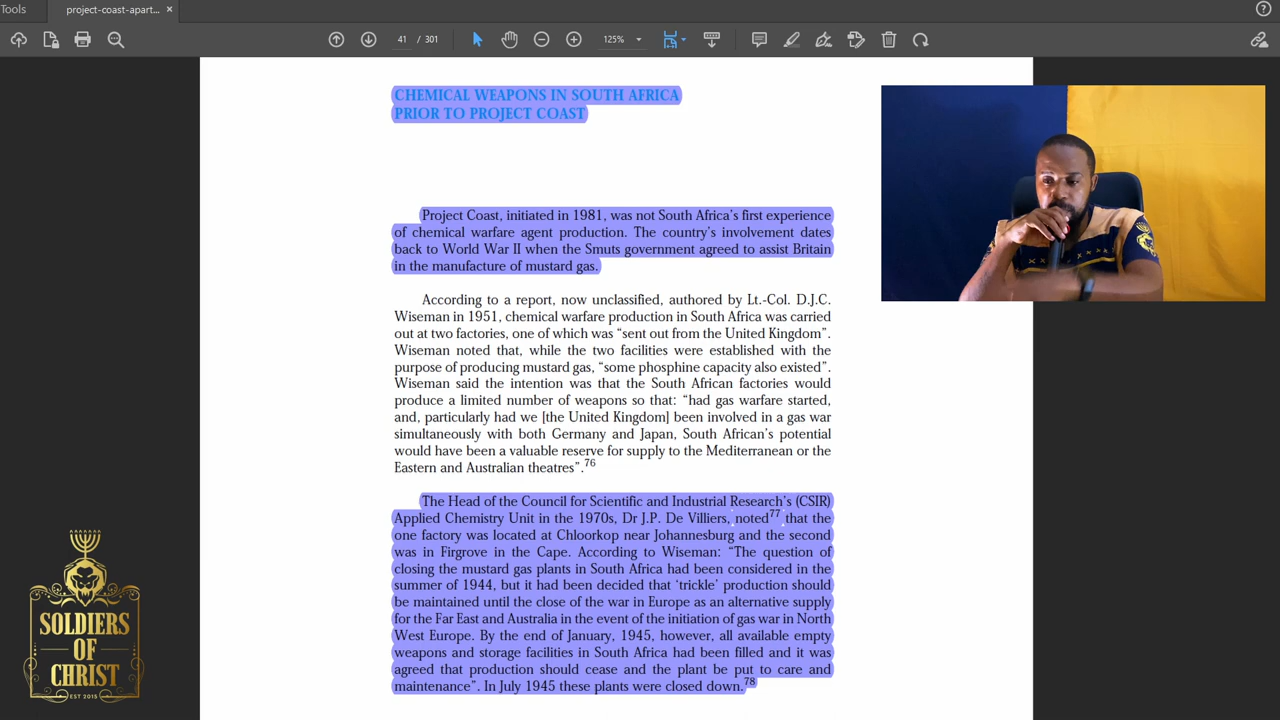 Tools
project-coast-apart... ×
41 / 301
125%
CHEMICAL WEAPONS IN SOUTH AFRICA
PRIOR TO PROJECT COAST
Project Coast, initiated in 1981, was not South Africa's first experience
of chemical warfare agent production. The country's involvement dates
back to World War II when the Smuts government agreed to assist Britain
in the manufacture of mustard gas.
According to a report, now unclassified, authored by Lt.-Col. D.J.C.
Wiseman in 1951, chemical warfare production in South Africa was carried
out at two factories, one of which was “sent out from the United Kingdom”.
Wiseman noted that, while the two facilities were established with the
purpose of producing mustard gas, “some phosphine capacity also existed”.
Wiseman said the intention was that the South African factories would
produce a limited number of weapons so that: “had gas warfare started,
and, particularly had we [the United Kingdom] been involved in a gas war
simultaneously with both Germany and Japan, South African's potential
would have been a valuable reserve for supply to the Mediterranean or the
Eastern and Australian theatres”.76
The Head of the Council for Scientific and Industrial Research's (CSIR)
Applied Chemistry Unit in the 1970s, Dr J.P. De Villiers, noted77 that the
one factory was located at Chloorkop near Johannesburg and the second
was in Firgrove in the Cape. According to Wiseman: “The question of
closing the mustard gas plants in South Africa had been considered in the
summer of 1944, but it had been decided that ‘trickle’ production should
be maintained until the close of the war in Europe as an alternative supply
for the Far East and Australia in the event of the initiation of gas war in North
West Europe. By the end of January, 1945, however, all available empty
weapons and storage facilities in South Africa had been filled and it was
agreed that production should cease and the plant be put to care and
maintenance”. In July 1945 these plants were closed down.78
SOLDIERS
OF
CHRIST
EST 2015